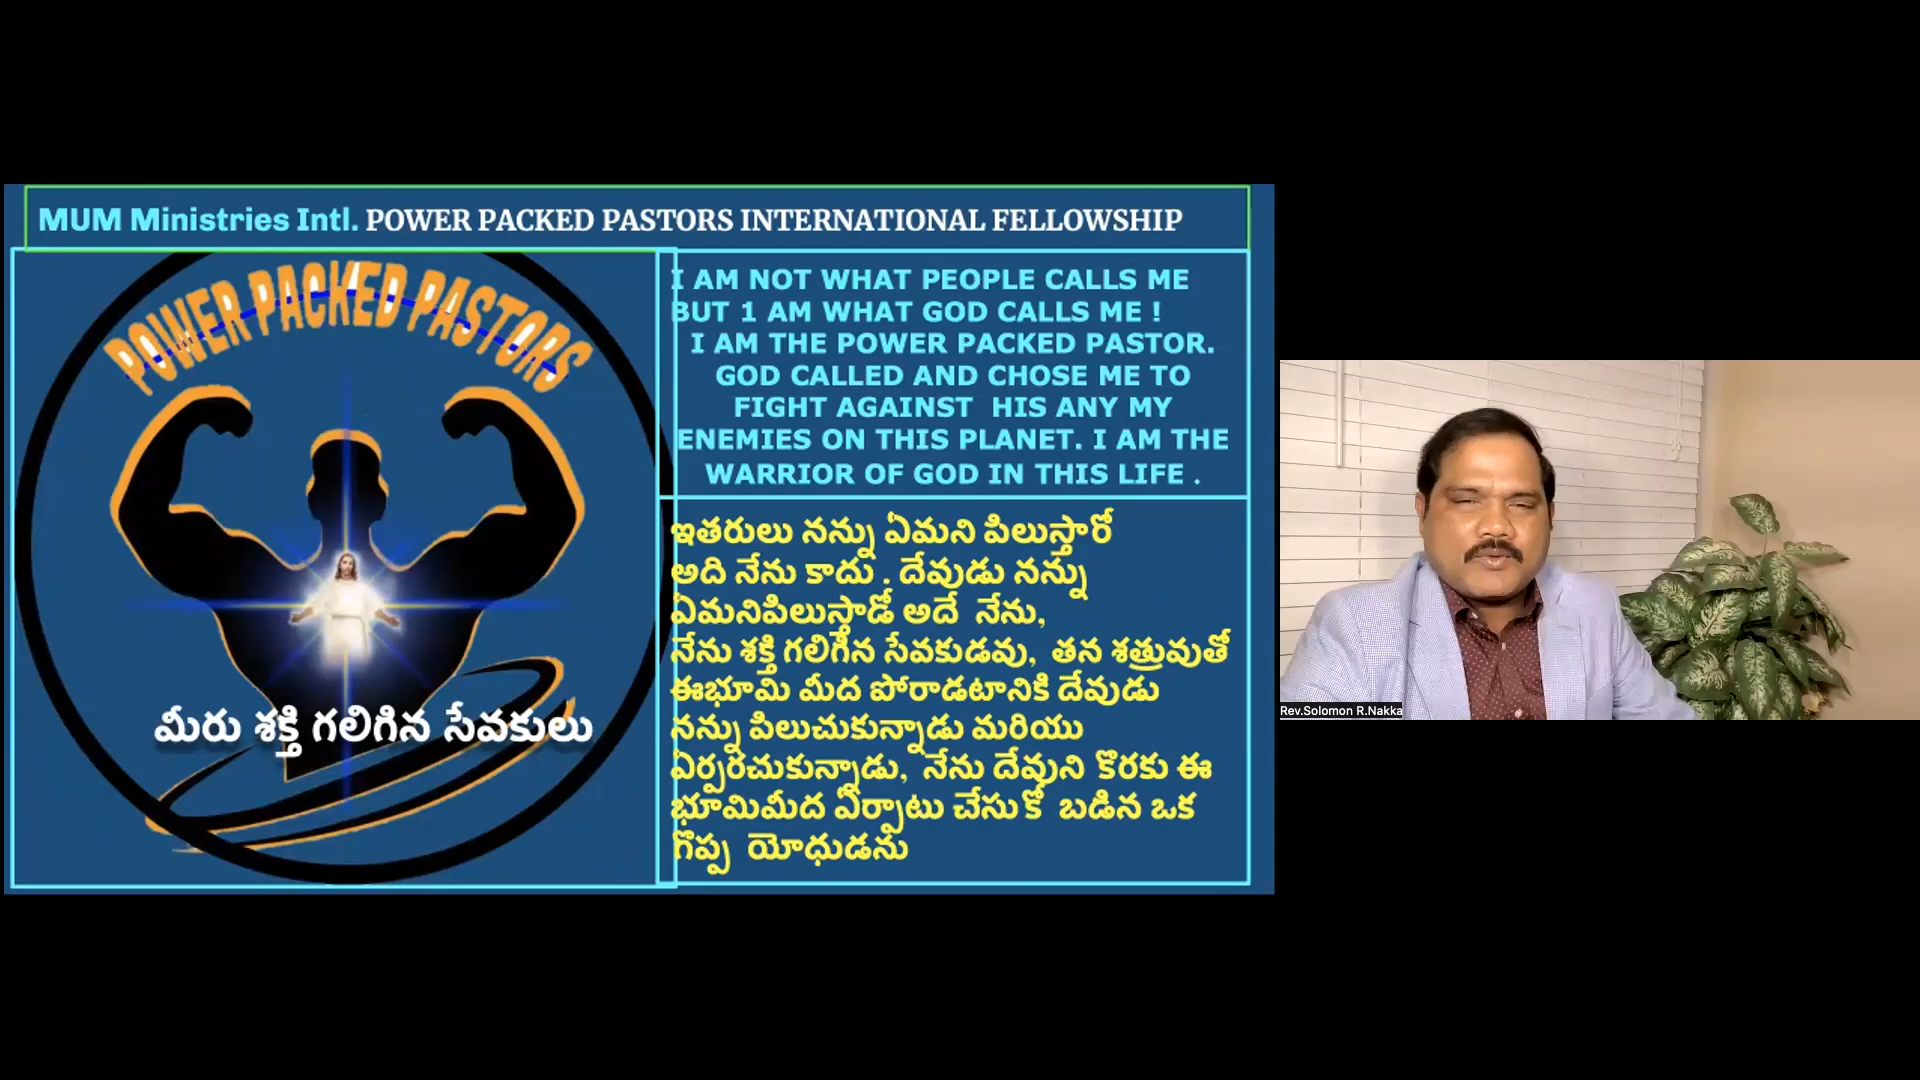 MUM Ministries Intl. POWER PACKED PASTORS INTERNATIONAL FELLOWSHIP
POWER PACKED PASTORS
మీరు శక్తి గలిగిన సేవకులు
I AM NOT WHAT PEOPLE CALLS ME
BUT 1 AM WHAT GOD CALLS ME !
I AM THE POWER PACKED PASTOR.
GOD CALLED AND CHOSE ME TO
FIGHT AGAINST HIS ANY MY
ENEMIES ON THIS PLANET. I AM THE
WARRIOR OF GOD IN THIS LIFE .
ఇతరులు నన్ను ఏమని పిలుస్తారో
అది నేను కాదు . దేవుడు నన్ను
ఏమనిపిలుస్తాడో అదే నేను,
నేను శక్తి గలిగిన సేవకుడవు, తన శత్రువుతో
ఈభూమి మీద పోరాడటానికి దేవుడు
నన్ను పిలుచుకున్నాడు మరియు
ఏర్పరచుకున్నాడు, నేను దేవుని కొరకు ఈ
భూమిమీద ఏర్పాటు చేసుకో బడిన ఒక
గొప్ప యోధుడను
Rev.Solomon R.Nakka